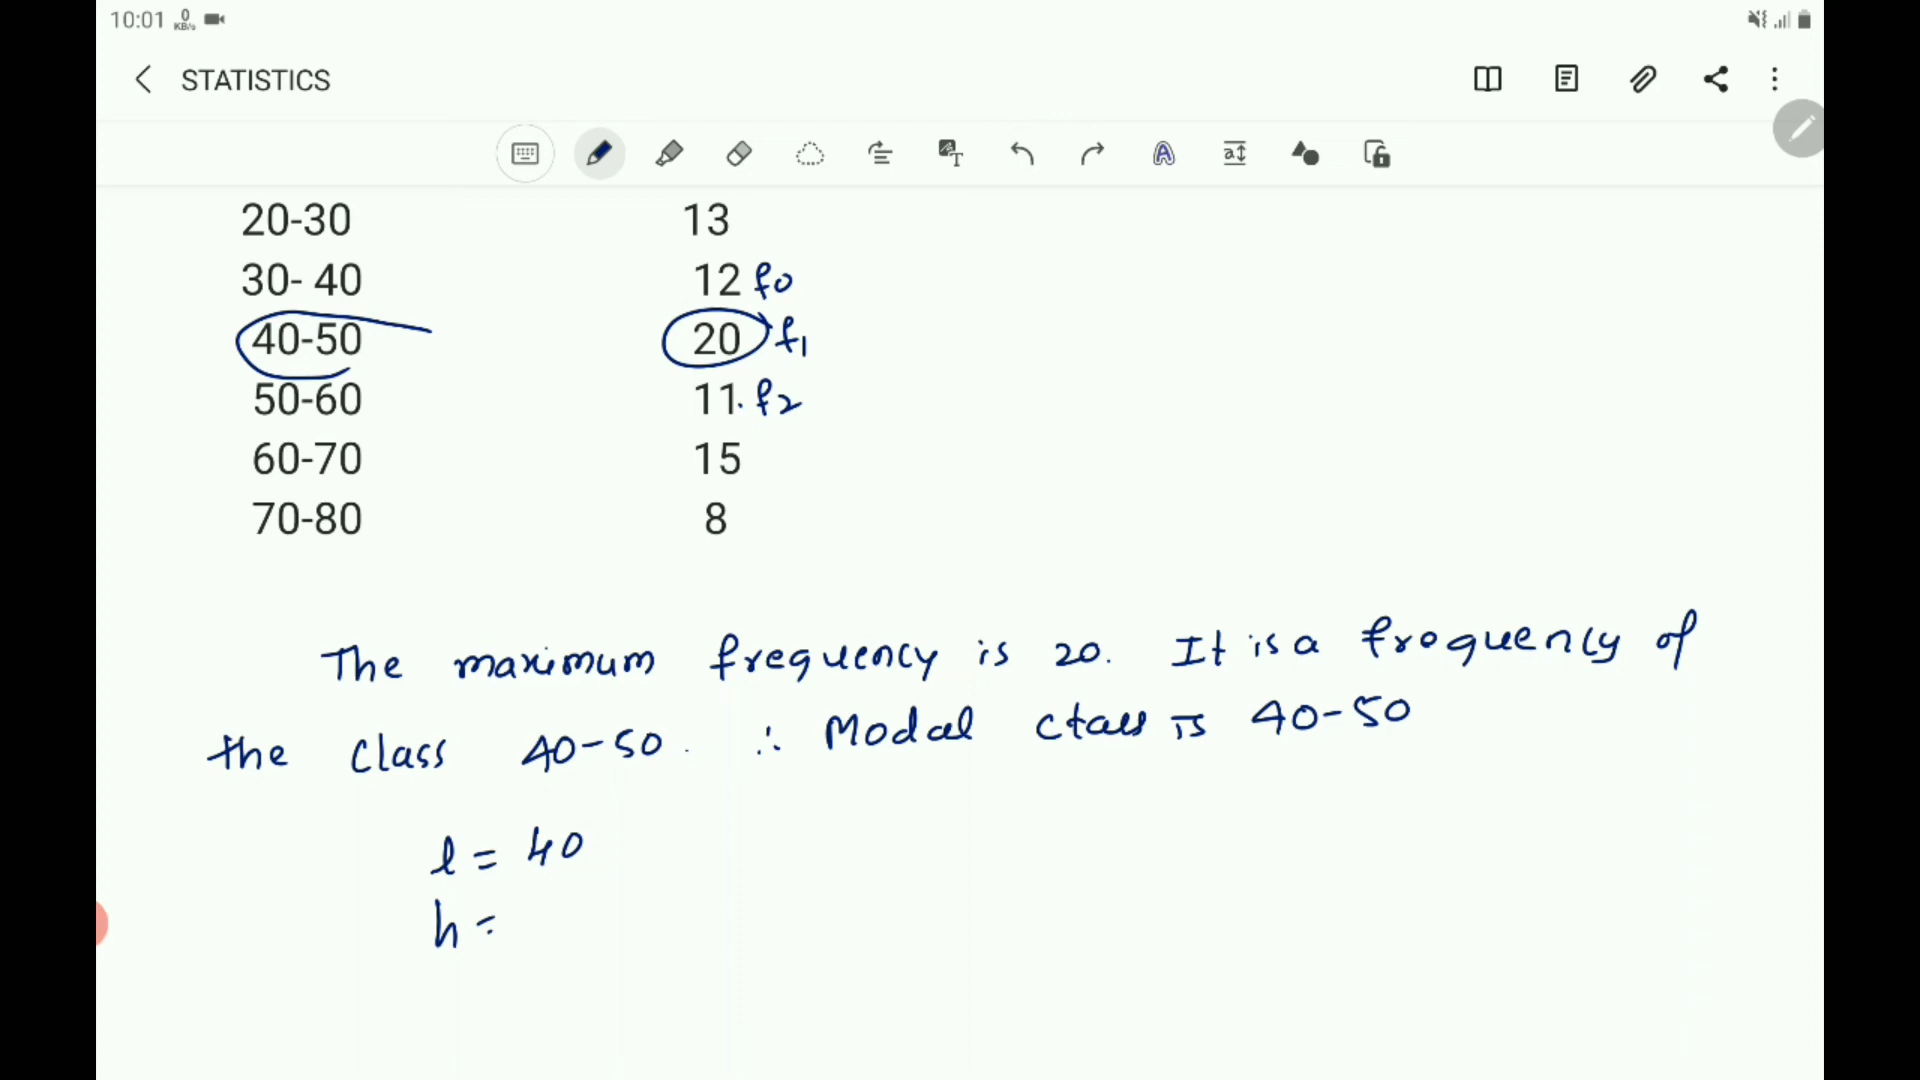 10:01 0 KB/s
STATISTICS
20-30 13
30- 40 12 f0
40-50 20 f1
50-60 11. f2
60-70 15
70-80 8
The maximum frequency is 20. It is a frequency of
the class 40-50. ∴ Modal class is 40-50
l = 40
h =